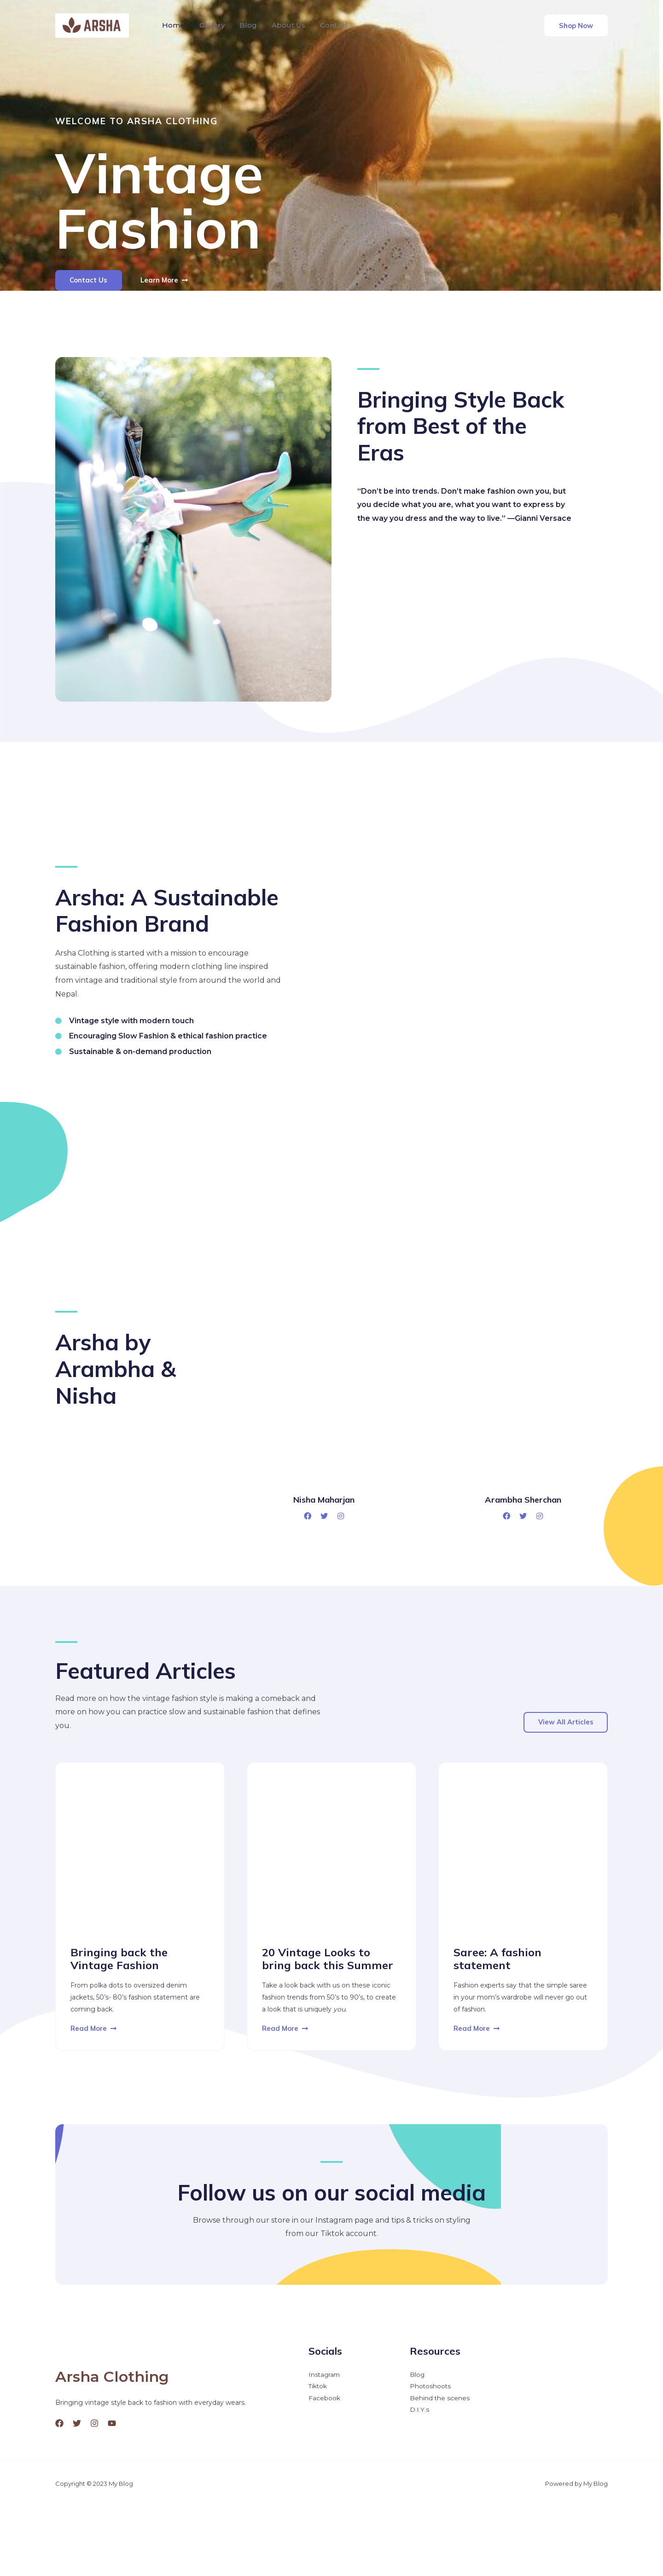 ARSHA
Home
Gallery
Blog
About Us
Contact
Shop Now
WELCOME TO ARSHA CLOTHING
Vintage
Fashion
Contact Us
Learn More
Bringing Style Back
from Best of the
Eras
“Don’t be into trends. Don’t make fashion own you, but
you decide what you are, what you want to express by
the way you dress and the way to live.” —Gianni Versace
Arsha: A Sustainable
Fashion Brand
Arsha Clothing is started with a mission to encourage
sustainable fashion, offering modern clothing line inspired
from vintage and traditional style from around the world and
Nepal.
Vintage style with modern touch
Encouraging Slow Fashion & ethical fashion practice
Sustainable & on-demand production
Arsha by
Arambha &
Nisha
Nisha Maharjan
Arambha Sherchan
Featured Articles
Read more on how the vintage fashion style is making a comeback and
more on how you can practice slow and sustainable fashion that defines
you.
View All Articles
Bringing back the
Vintage Fashion
From polka dots to oversized denim
jackets, 50’s- 80’s fashion statement are
coming back.
Read More
20 Vintage Looks to
bring back this Summer
Take a look back with us on these iconic
fashion trends from 50’s to 90’s, to create
a look that is uniquely you.
Read More
Saree: A fashion
statement
Fashion experts say that the simple saree
in your mom’s wardrobe will never go out
of fashion.
Read More
Follow us on our social media
Browse through our store in our Instagram page and tips & tricks on styling
from our Tiktok account.
Arsha Clothing
Bringing vintage style back to fashion with everyday wears.
Socials
Instagram
Tiktok
Facebook
Resources
Blog
Photoshoots
Behind the scenes
D.I.Y.s
Copyright © 2023 My Blog
Powered by My Blog